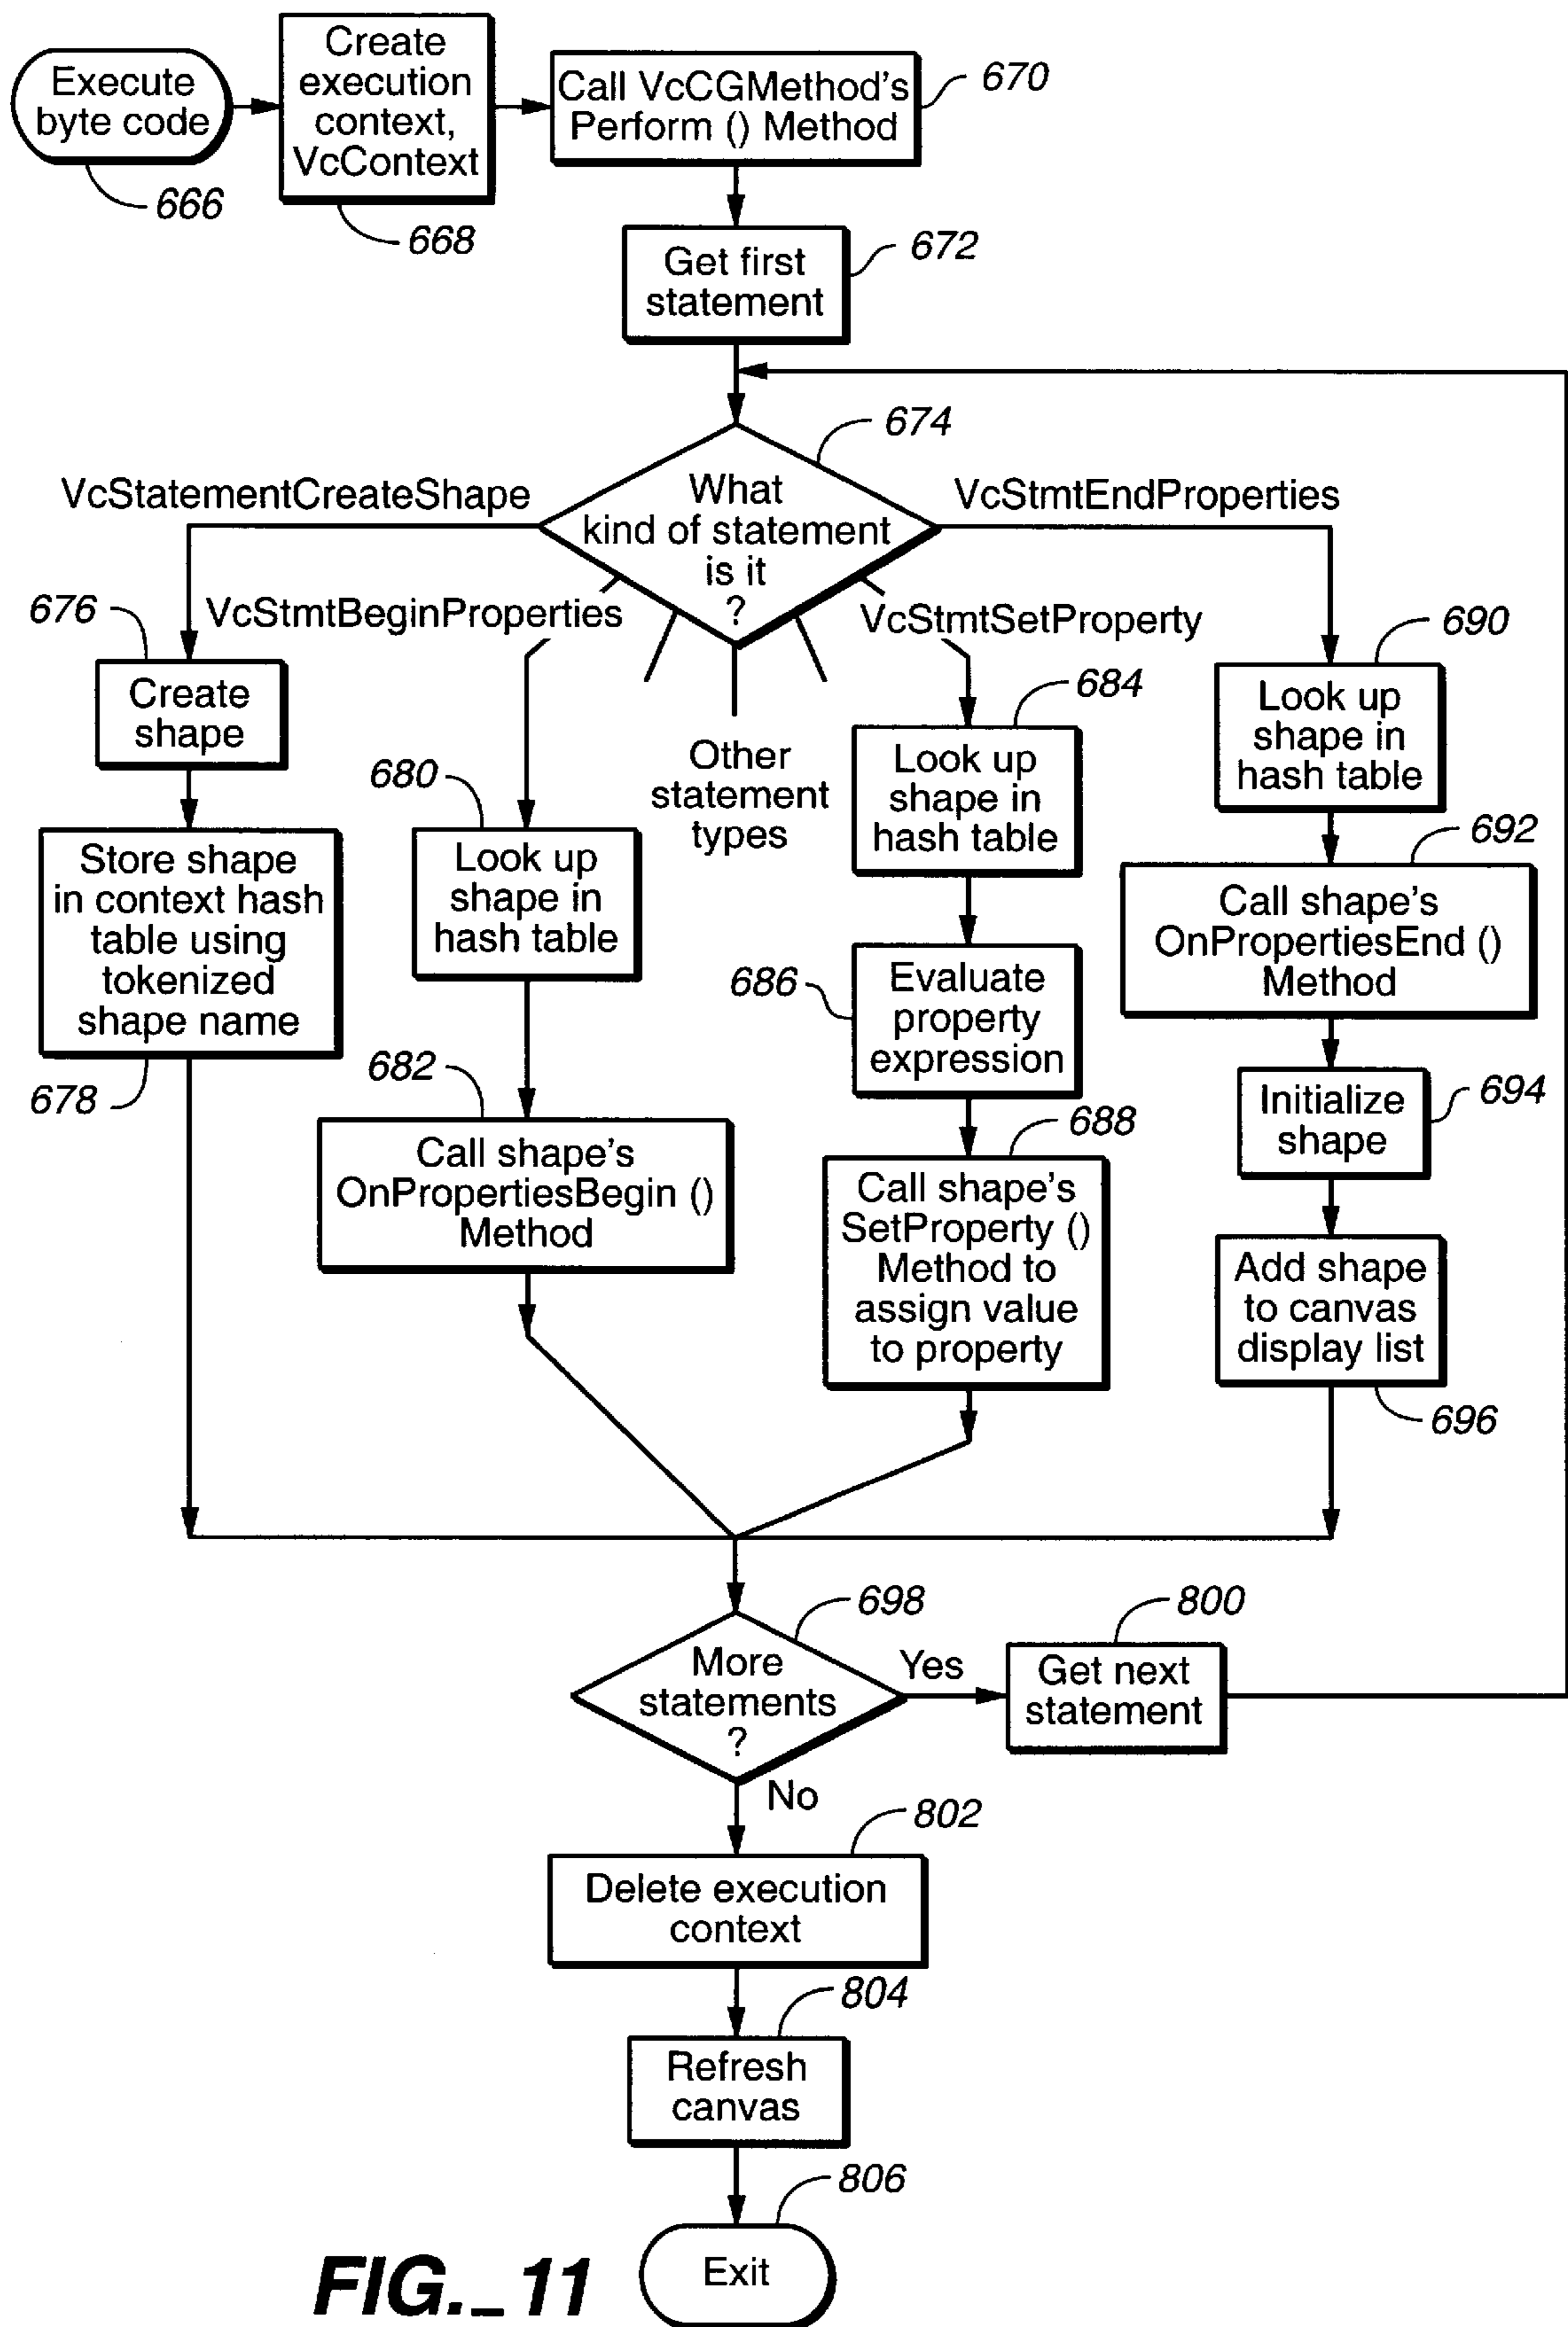 Execute
byte code
666
Create
execution
context,
VcContext
668
Call VcCGMethod's
Perform () Method
670
Get first
statement
672
674
What
kind of statement
is it
?
VcStatementCreateShape
VcStmtBeginProperties
Other
statement
types
VcStmtSetProperty
VcStmtEndProperties
676
Create
shape
Store shape
in context hash
table using
tokenized
shape name
678
680
Look up
shape in
hash table
682
Call shape's
OnPropertiesBegin ()
Method
684
Look up
shape in
hash table
686
Evaluate
property
expression
688
Call shape's
SetProperty ()
Method to
assign value
to property
690
Look up
shape in
hash table
692
Call shape's
OnPropertiesEnd ()
Method
Initialize
shape
694
Add shape
to canvas
display list
696
698
More
statements
?
Yes
800
Get next
statement
No
802
Delete execution
context
804
Refresh
canvas
806
Exit
FIG._11